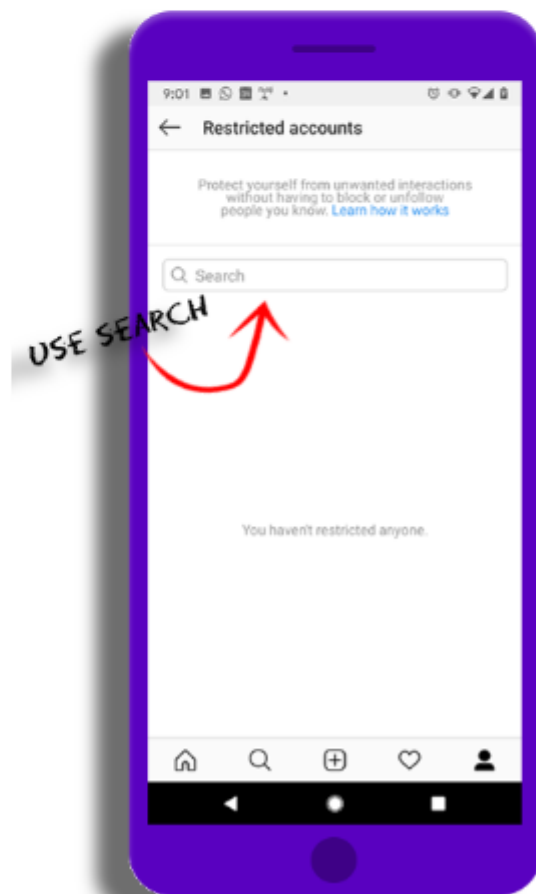 9:01
Restricted accounts
Protect yourself from unwanted interactions
without having to block or unfollow
people you know. Learn how it works
Search
USE SEARCH
You haven't restricted anyone.